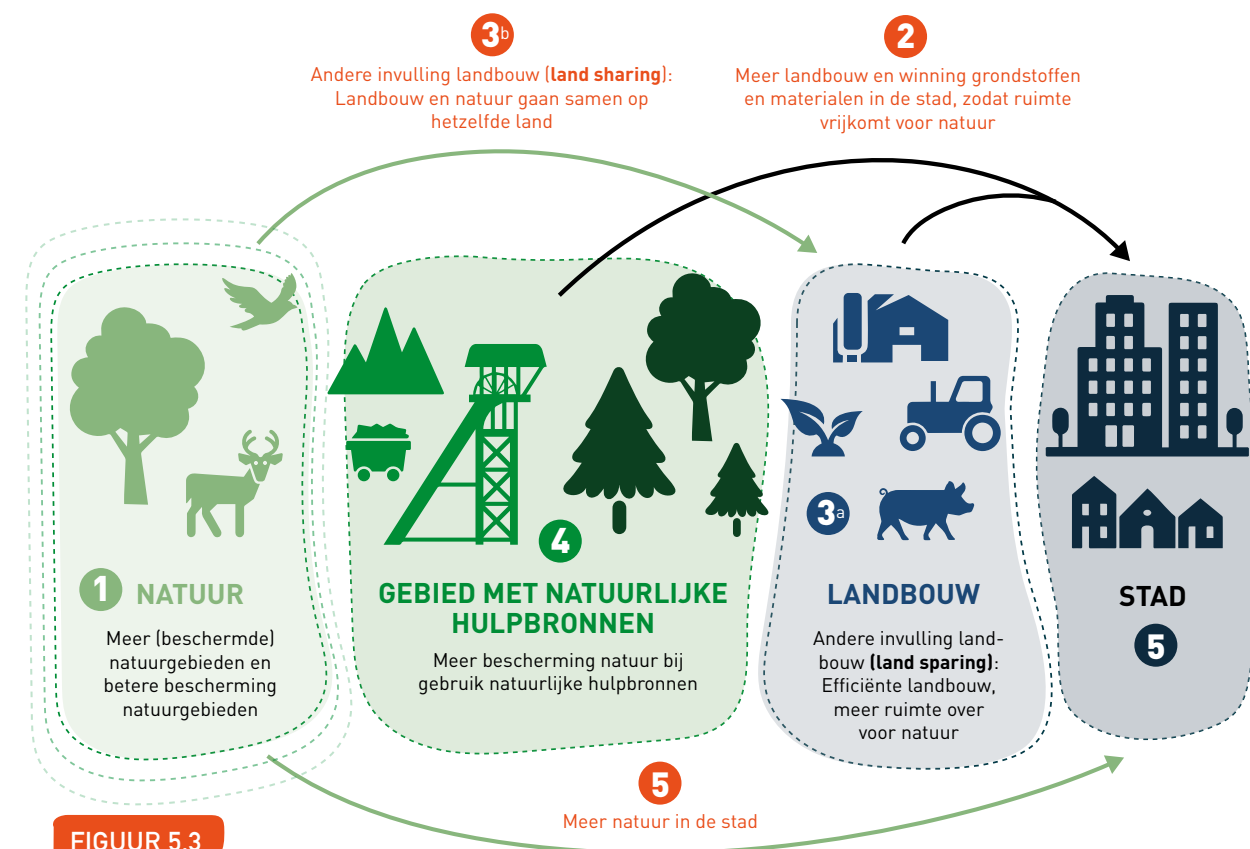 3b
Andere invulling landbouw (land sharing):
Landbouw en natuur gaan samen op
hetzelfde land
2
Meer landbouw en winning grondstoffen
en materialen in de stad, zodat ruimte
vrijkomt voor natuur
1 NATUUR
Meer (beschermde)
natuurgebieden en
betere bescherming
natuurgebieden
4
GEBIED MET NATUURLIJKE
HULPBRONNEN
Meer bescherming natuur bij
gebruik natuurlijke hulpbronnen
3a
LANDBOUW
Andere invulling land-
bouw (land sparing):
Efficiënte landbouw,
meer ruimte over
voor natuur
STAD
5
5
Meer natuur in de stad
FIGUUR 5.3